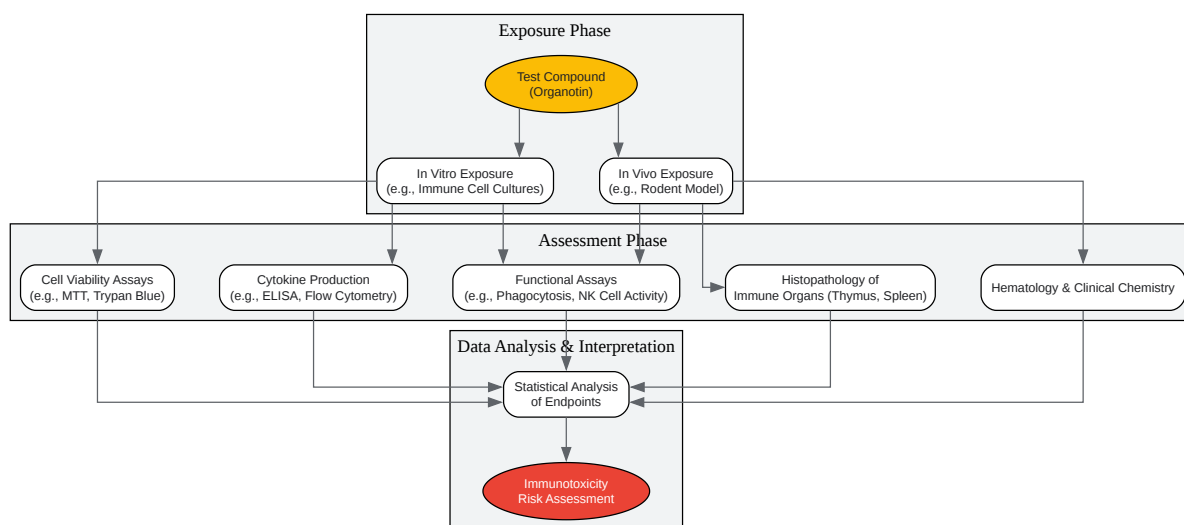 Exposure Phase
Test Compound
(Organotin)
In Vitro Exposure
(e.g., Immune Cell Cultures)
In Vivo Exposure
(e.g., Rodent Model)
Assessment Phase
Cell Viability Assays
(e.g., MTT, Trypan Blue)
Cytokine Production
(e.g., ELISA, Flow Cytometry)
Functional Assays
(e.g., Phagocytosis, NK Cell Activity)
Histopathology of
Immune Organs (Thymus, Spleen)
Hematology & Clinical Chemistry
Data Analysis & Interpretation
Statistical Analysis
of Endpoints
Immunotoxicity
Risk Assessment